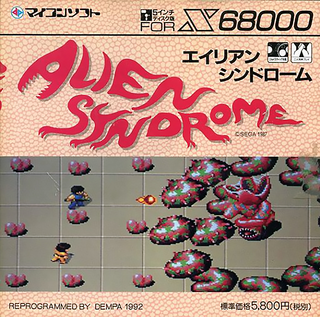 マイコンソフト
5インチ
ディスク版
FOR X68000
エイリアン
シンドローム
ALIEN
SYNDROME
©SEGA 1987
REPROGRAMMED BY DEMPA 1992
標準価格5,800円(税別)